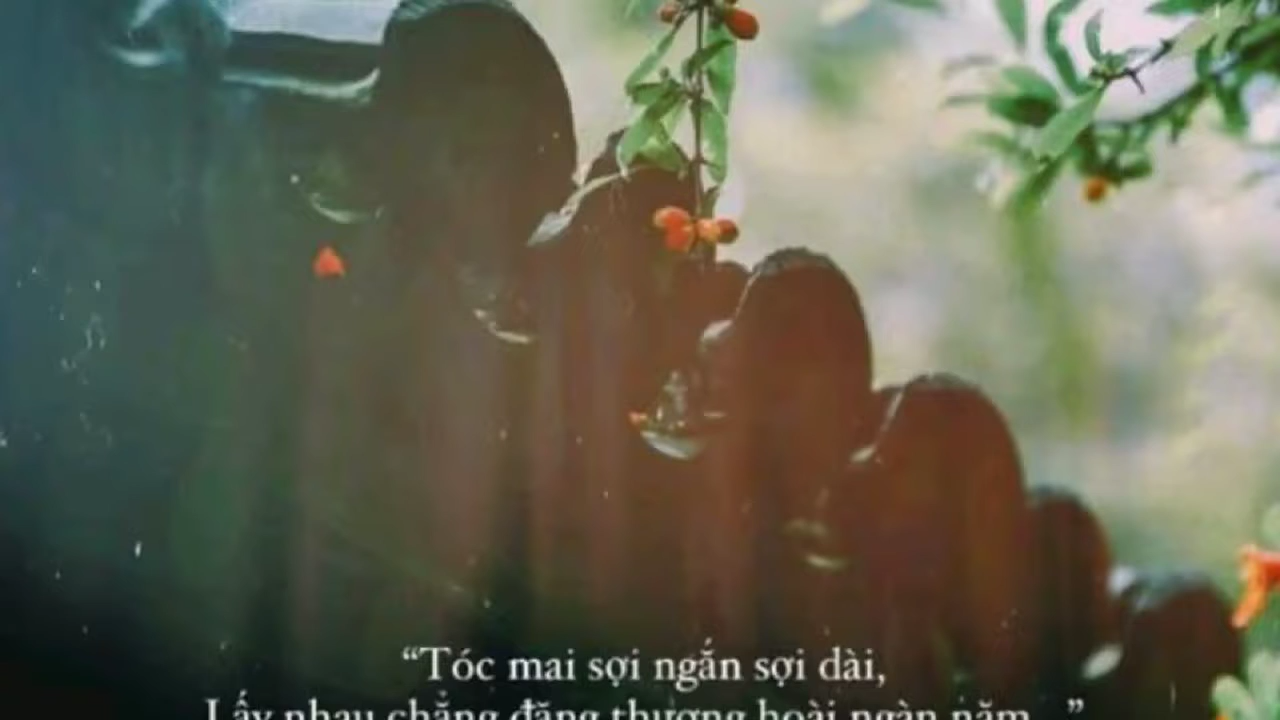 “Tóc mai sợi ngắn sợi dài,
Lấy nhau chẳng đặng thương hoài ngàn năm...”